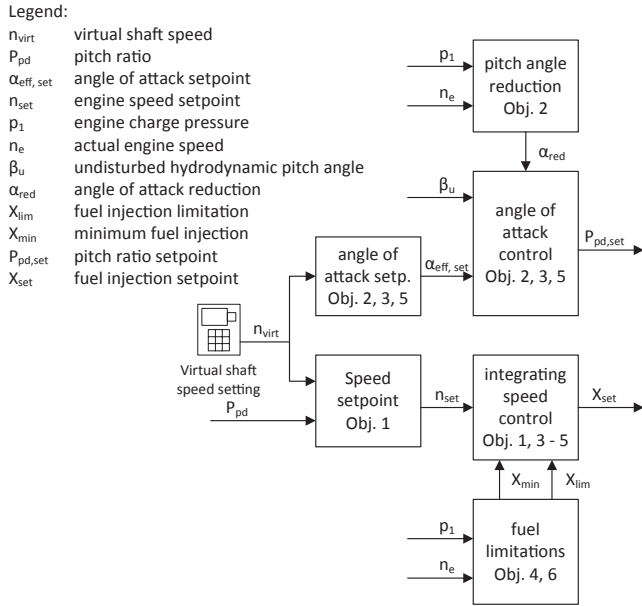 Legend:
n_virt virtual shaft speed
P_pd pitch ratio
α_eff, set angle of attack setpoint
n_set engine speed setpoint
p_1 engine charge pressure
n_e actual engine speed
β_u undisturbed hydrodynamic pitch angle
α_red angle of attack reduction
X_lim fuel injection limitation
X_min minimum fuel injection
P_pd,set pitch ratio setpoint
X_set fuel injection setpoint
p_1
n_e
pitch angle
reduction
Obj. 2
α_red
β_u
angle of
attack
control
Obj. 2, 3, 5
P_pd,set
angle of
attack setp.
Obj. 2, 3, 5
α_eff, set
n_virt
Virtual shaft
speed setting
P_pd
Speed
setpoint
Obj. 1
n_set
integrating
speed
control
Obj. 1, 3 - 5
X_set
X_min
X_lim
p_1
n_e
fuel
limitations
Obj. 4, 6